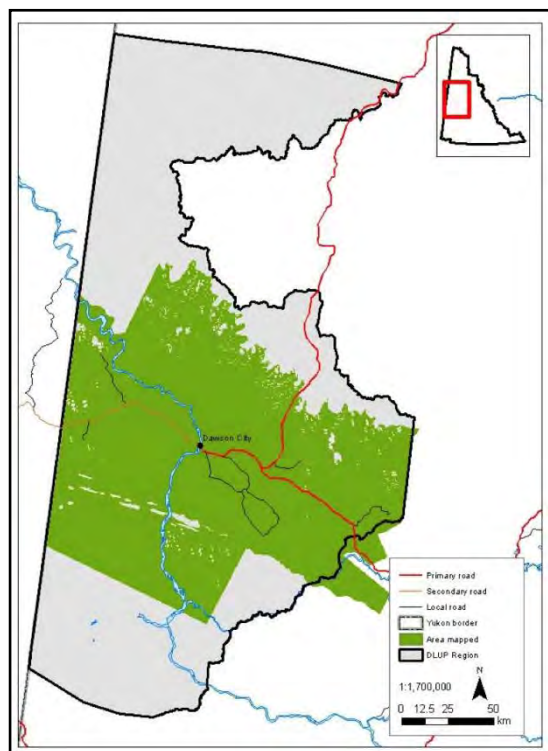 Dawson City
Primary road
Secondary road
Local road
Yukon border
Area mapped
DLUP Region
1:1,700,000
N
0 12.5 25 50
km